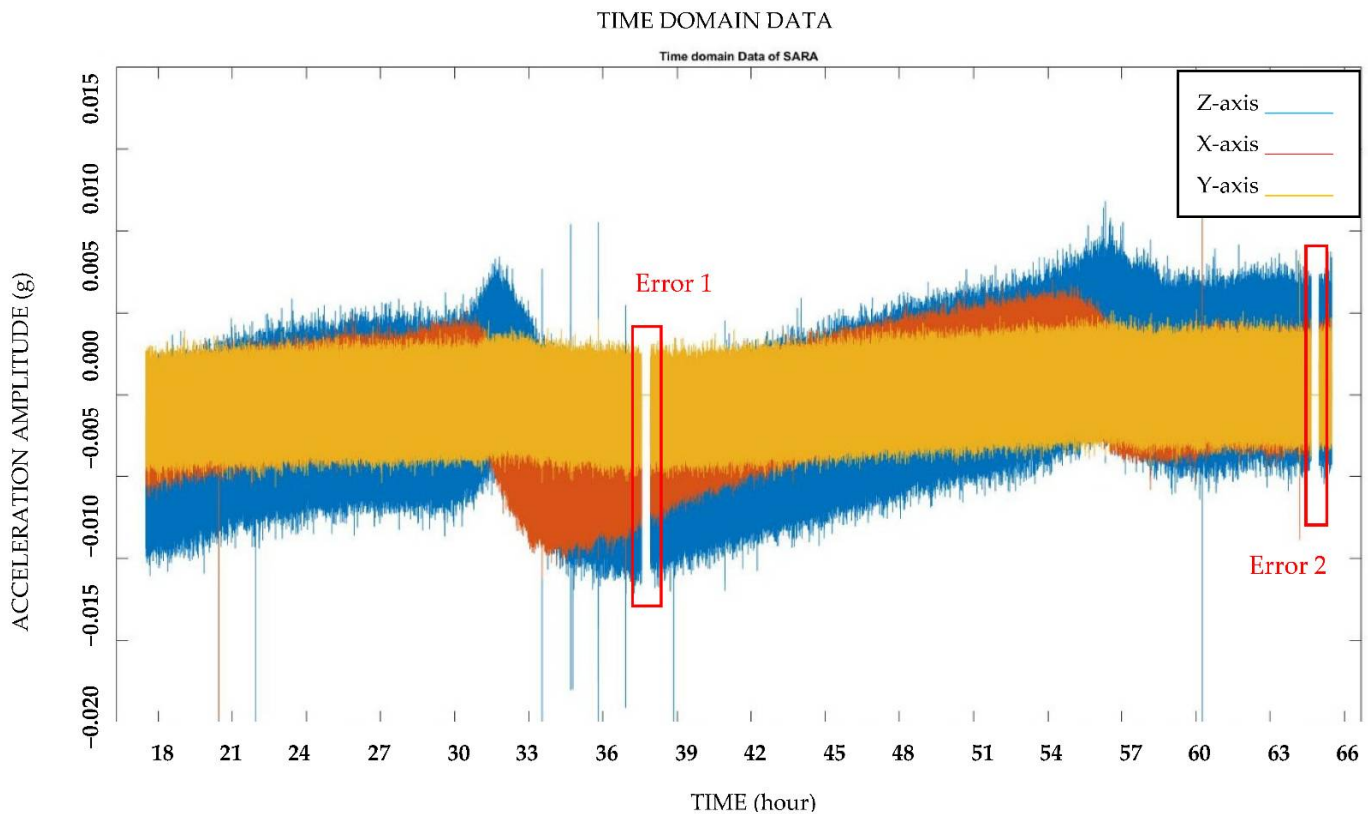 TIME DOMAIN DATA
Time domain Data of SARA
Z-axis
X-axis
Y-axis
0.015
0.010
0.005
0.000
−0.005
−0.010
−0.015
−0.020
ACCELERATION AMPLITUDE (g)
Error 1
Error 2
18 21 24 27 30 33 36 39 42 45 48 51 54 57 60 63 66
TIME (hour)